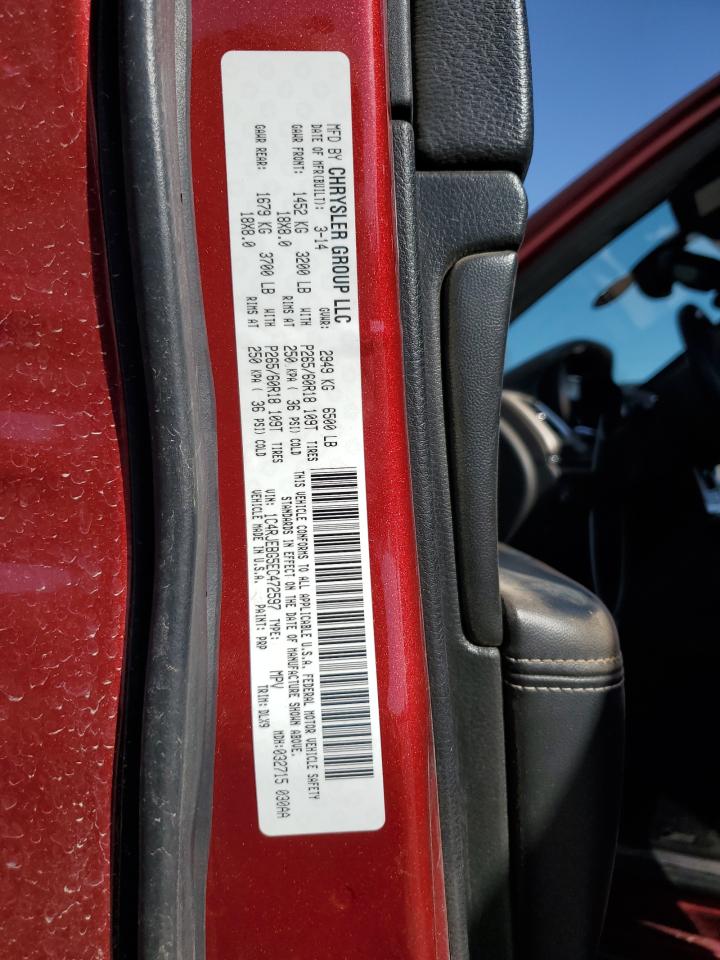 MFD BY CHRYSLER GROUP LLC
DATE OF MFR(BUILT): 3-14 GVWR: 2949 KG 6500 LB
GAWR FRONT: 1452 KG 3200 LB WITH P265/60R18 109T TIRES
18X8.0 RIMS AT 250 KPA ( 36 PSI) COLD
GAWR REAR: 1679 KG 3700 LB WITH P265/60R18 109T TIRES
18X8.0 RIMS AT 250 KPA ( 36 PSI) COLD
THIS VEHICLE CONFORMS TO ALL APPLICABLE U.S.A. FEDERAL MOTOR VEHICLE SAFETY
STANDARDS IN EFFECT ON THE DATE OF MANUFACTURE SHOWN ABOVE.
VIN: 1C4RJEBG5EC472597 TYPE: MPV MDH:032715 030AA
VEHICLE MADE IN U.S.A. PAINT: PRP TRIM: DLX9